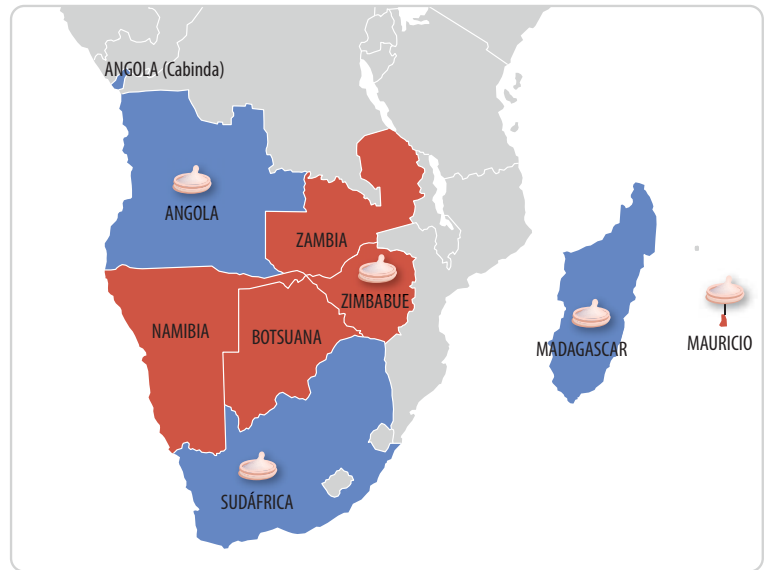 ANGOLA (Cabinda)
ANGOLA
ZAMBIA
ZIMBABUE
NAMIBIA
BOTSUANA
MADAGASCAR
MAURICIO
SUDÁFRICA